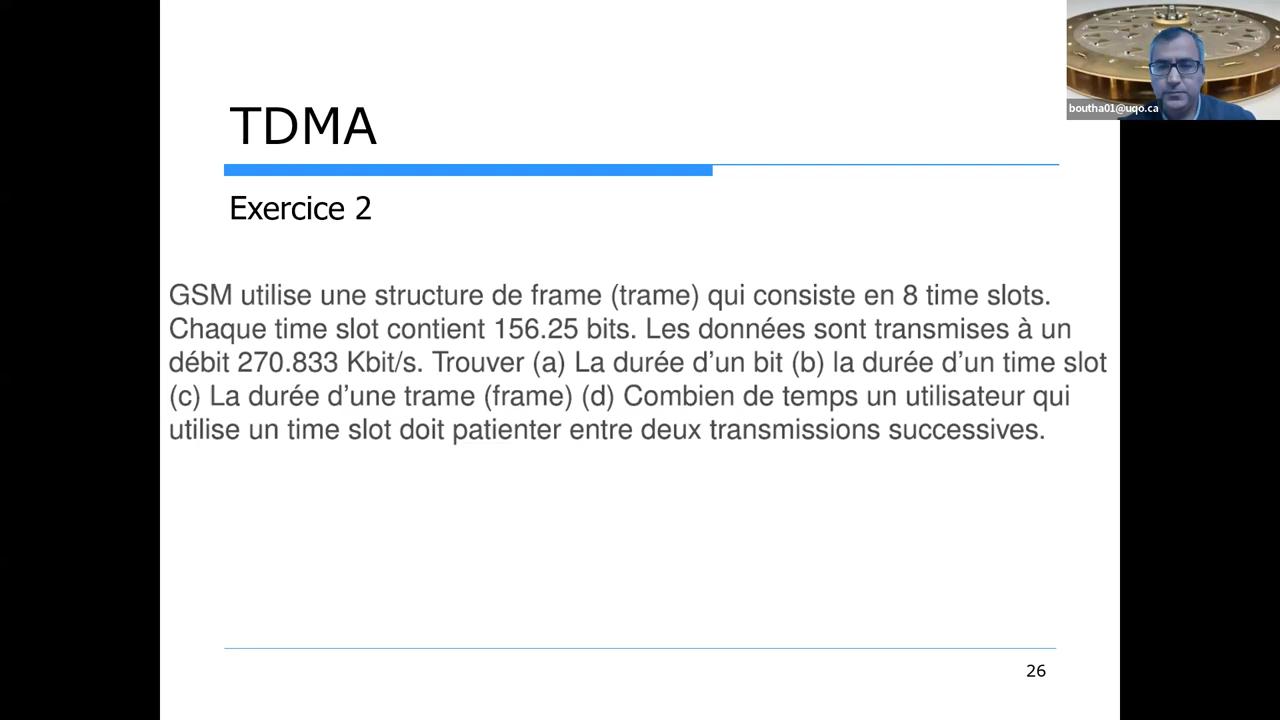 boutha01@uqo.ca
TDMA
Exercice 2
GSM utilise une structure de frame (trame) qui consiste en 8 time slots.
Chaque time slot contient 156.25 bits. Les données sont transmises à un
débit 270.833 Kbit/s. Trouver (a) La durée d'un bit (b) la durée d'un time slot
(c) La durée d'une trame (frame) (d) Combien de temps un utilisateur qui
utilise un time slot doit patienter entre deux transmissions successives.
26